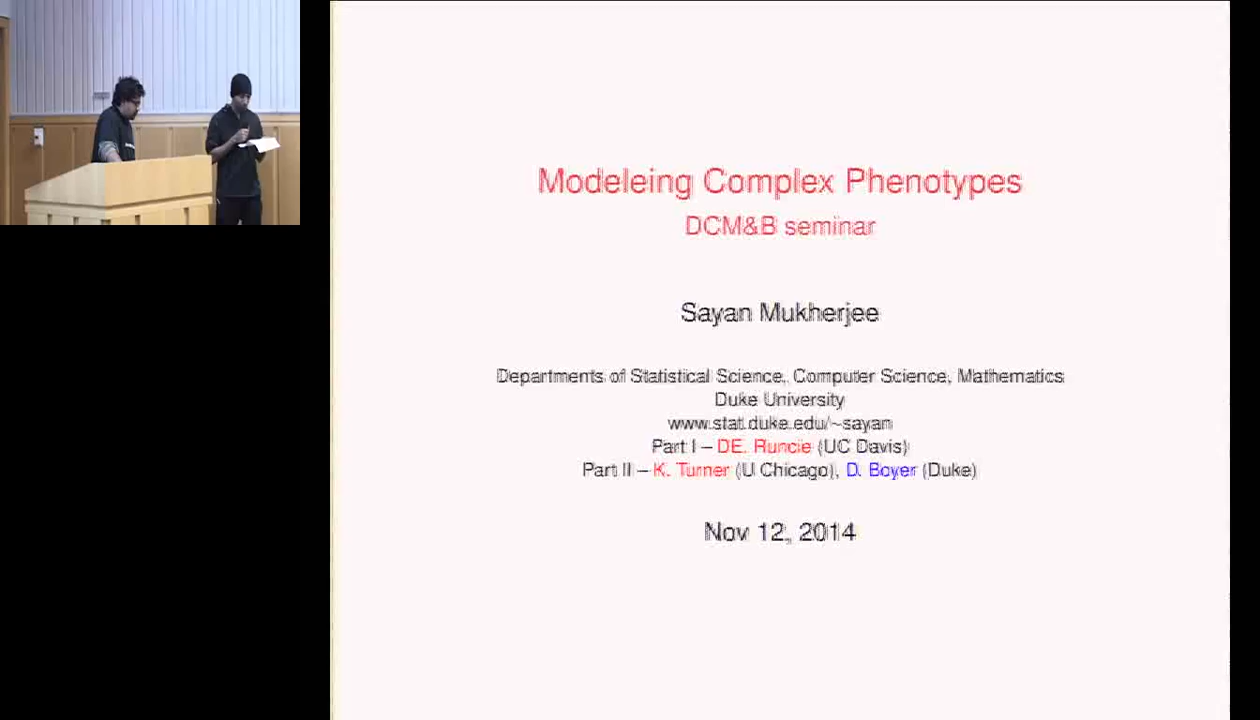 Modeleing Complex Phenotypes
DCM&B seminar
Sayan Mukherjee
Departments of Statistical Science, Computer Science, Mathematics
Duke University
www.stat.duke.edu/~sayan
Part I – DE. Runcie (UC Davis)
Part II – K. Turner (U Chicago), D. Boyer (Duke)
Nov 12, 2014